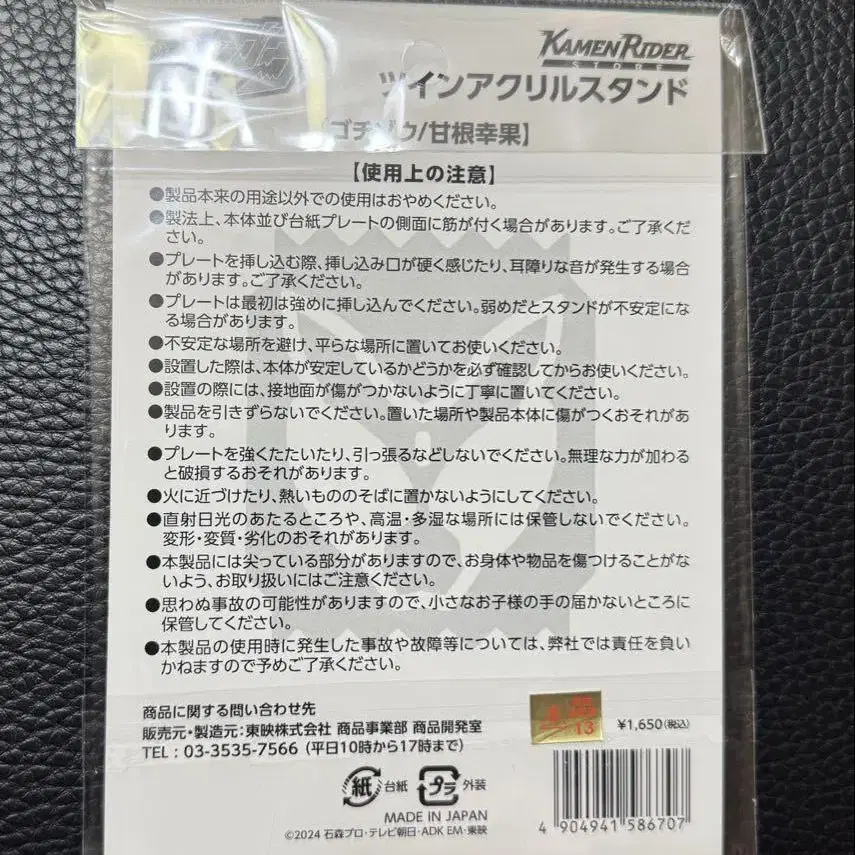 KAMEN RIDER
STORE
ツインアクリルスタンド
ゴチゾウ/甘根幸果】
【使用上の注意】
●製品本来の用途以外での使用はおやめください。
●製法上、本体並び台紙プレートの側面に筋が付く場合があります。ご了承くだ
さい。
●プレートを挿し込む際、挿し込み口が硬く感じたり、耳障りな音が発生する場合
があります。ご了承ください。
●プレートは最初は強めに挿し込んでください。弱めだとスタンドが不安定にな
る場合があります。
●不安定な場所を避け、平らな場所に置いてお使いください。
●設置した際は、本体が安定しているかどうかを必ず確認してからお使いください。
●設置の際には、接地面が傷がつかないように丁寧に置いてください。
●製品を引きずらないでください。置いた場所や製品本体に傷がつくおそれがあ
ります。
●プレートを強くたたいたり、引っ張るなどしないでください。無理な力が加わる
と破損するおそれがあります。
●火に近づけたり、熱いもののそばに置かないようにしてください。
●直射日光のあたるところや、高温・多湿な場所には保管しないでください。
変形・変質・劣化のおそれがあります。
●本製品には尖っている部分がありますので、お身体や物品を傷つけることがな
いよう、お取り扱いにはご注意ください。
●思わぬ事故の可能性がありますので、小さなお子様の手の届かないところに
保管してください。
●本製品の使用時に発生した事故や故障等については、弊社では責任を負い
かねますので予めご了承ください。
商品に関する問い合わせ先
販売元・製造元:東映株式会社 商品事業部 商品開発室
TEL : 03-3535-7566 (平日10時から17時まで)
13
¥1,650(税込)
紙 台紙 プラ 外装
MADE IN JAPAN
©2024 石森プロ・テレビ朝日・ADK EM・東映
4 904941 586707